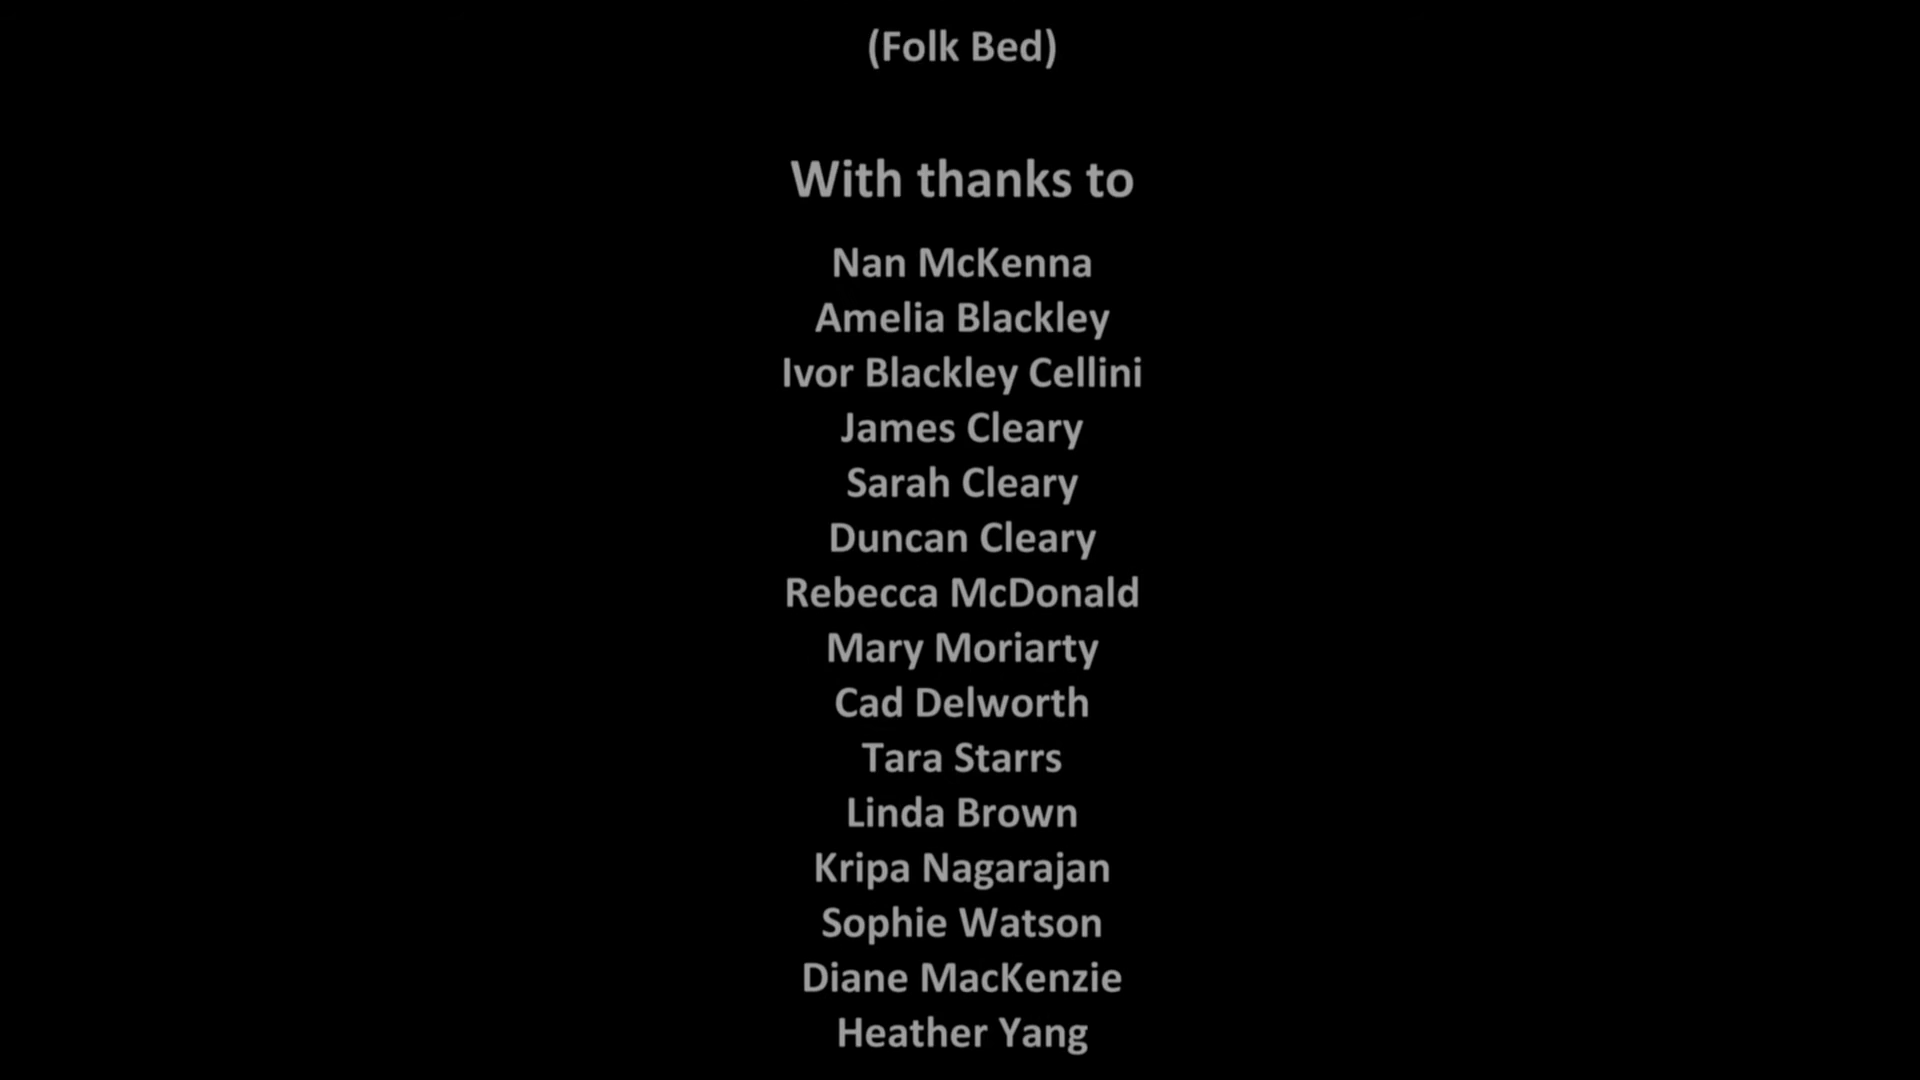 (Folk Bed)
With thanks to
Nan McKenna
Amelia Blackley
Ivor Blackley Cellini
James Cleary
Sarah Cleary
Duncan Cleary
Rebecca McDonald
Mary Moriarty
Cad Delworth
Tara Starrs
Linda Brown
Kripa Nagarajan
Sophie Watson
Diane MacKenzie
Heather Yang